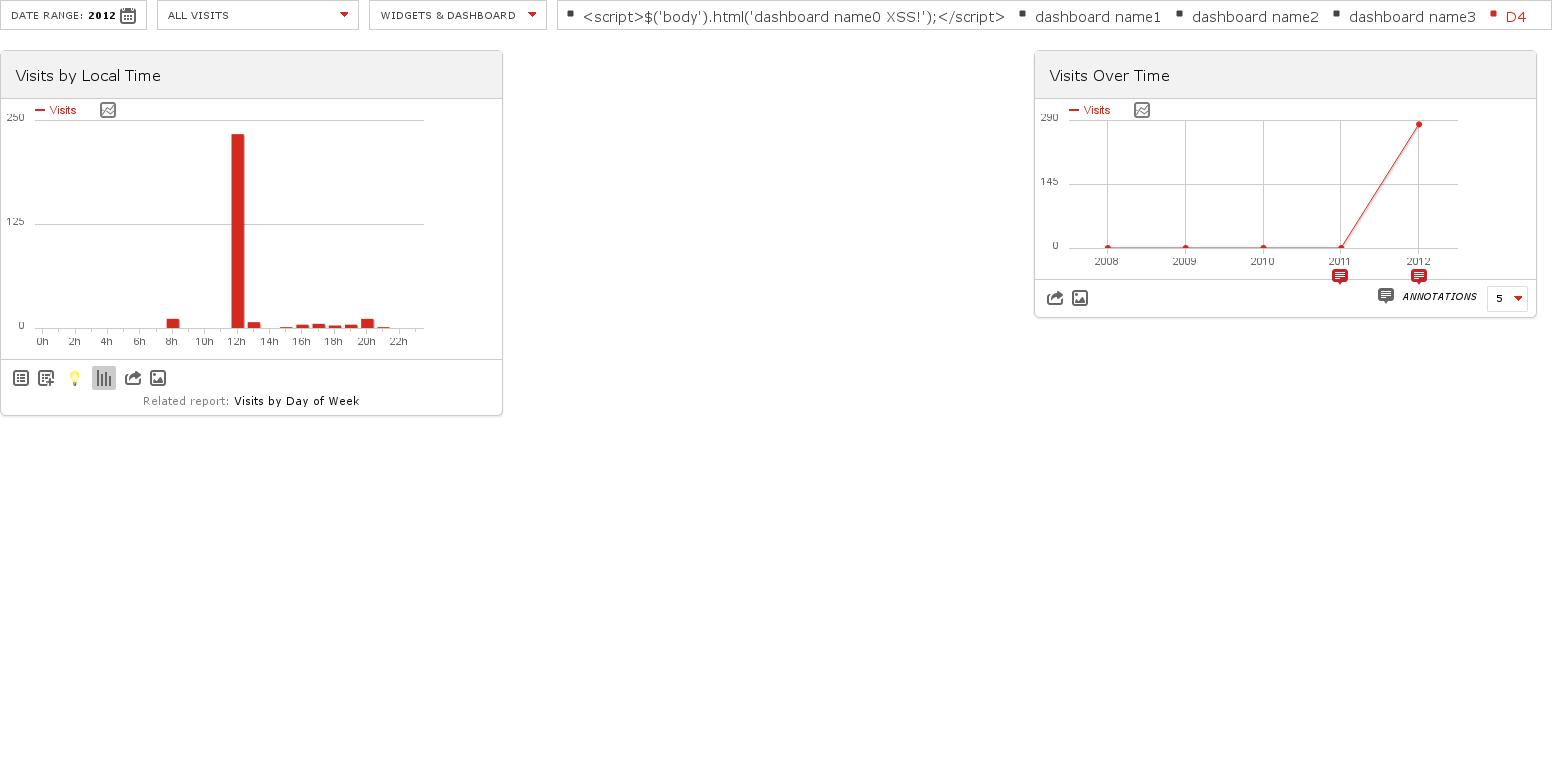 DATE RANGE: 2012 ALL VISITS WIDGETS & DASHBOARD <script>$('body').html('dashboard name0 XSS!');</script> dashboard name1 dashboard name2 dashboard name3 D4
Visits by Local Time
Visits
250
125
0
0h 2h 4h 6h 8h 10h 12h 14h 16h 18h 20h 22h
Related report: Visits by Day of Week
Visits Over Time
Visits
290
145
0
2008 2009 2010 2011 2012
ANNOTATIONS 5